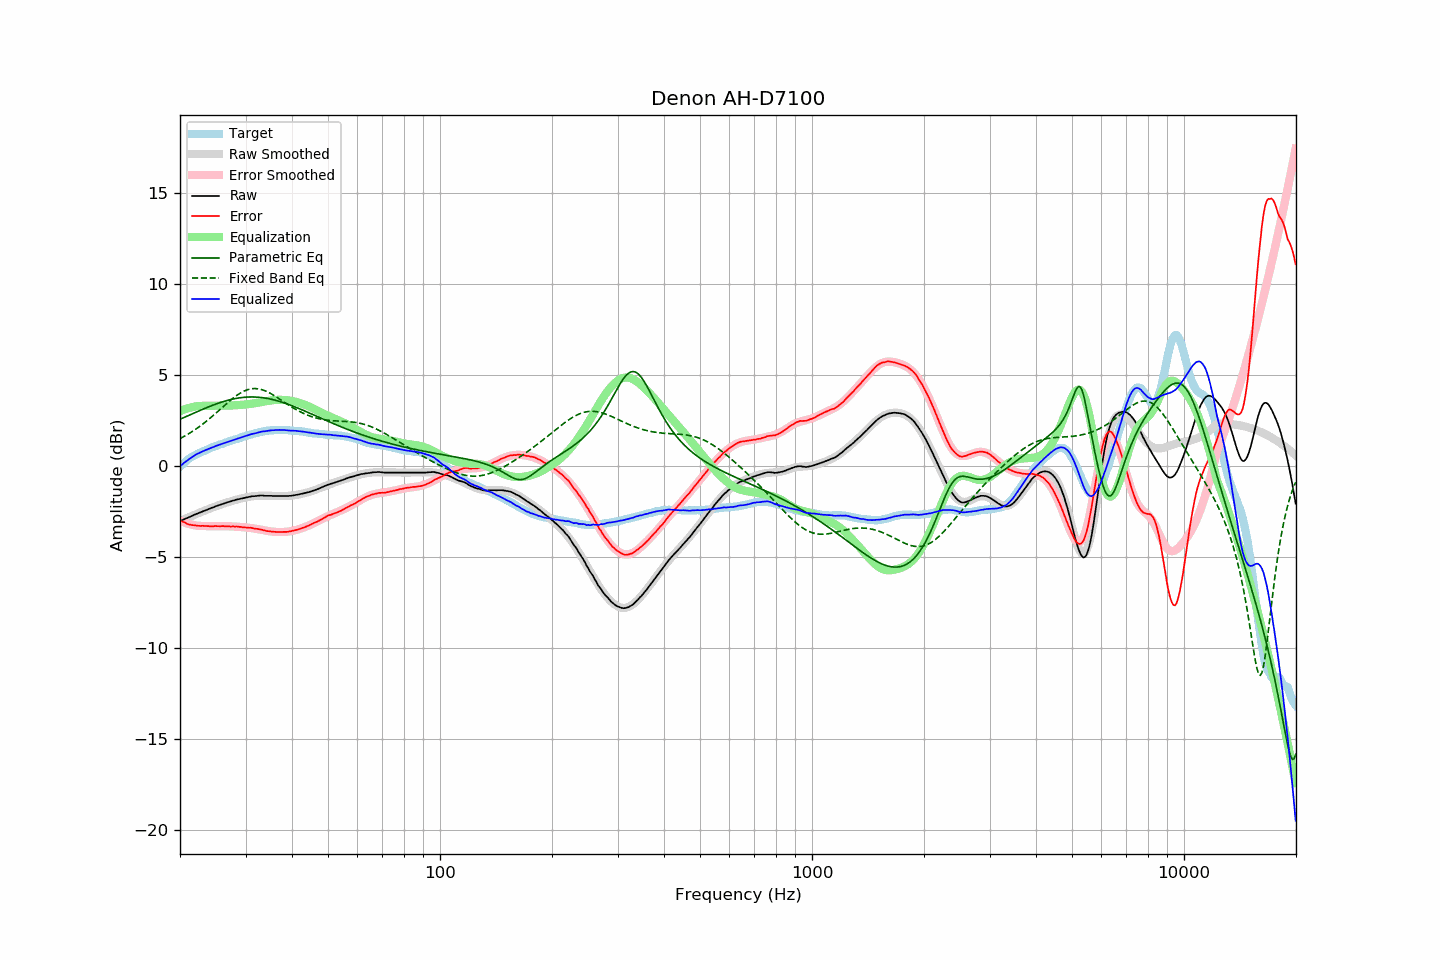 Denon AH-D7100
Target
Raw Smoothed
Error Smoothed
Raw
Error
Equalization
Parametric Eq
Fixed Band Eq
Equalized
15
10
5
0
−5
−10
−15
−20
Amplitude (dBr)
100
1000
10000
Frequency (Hz)